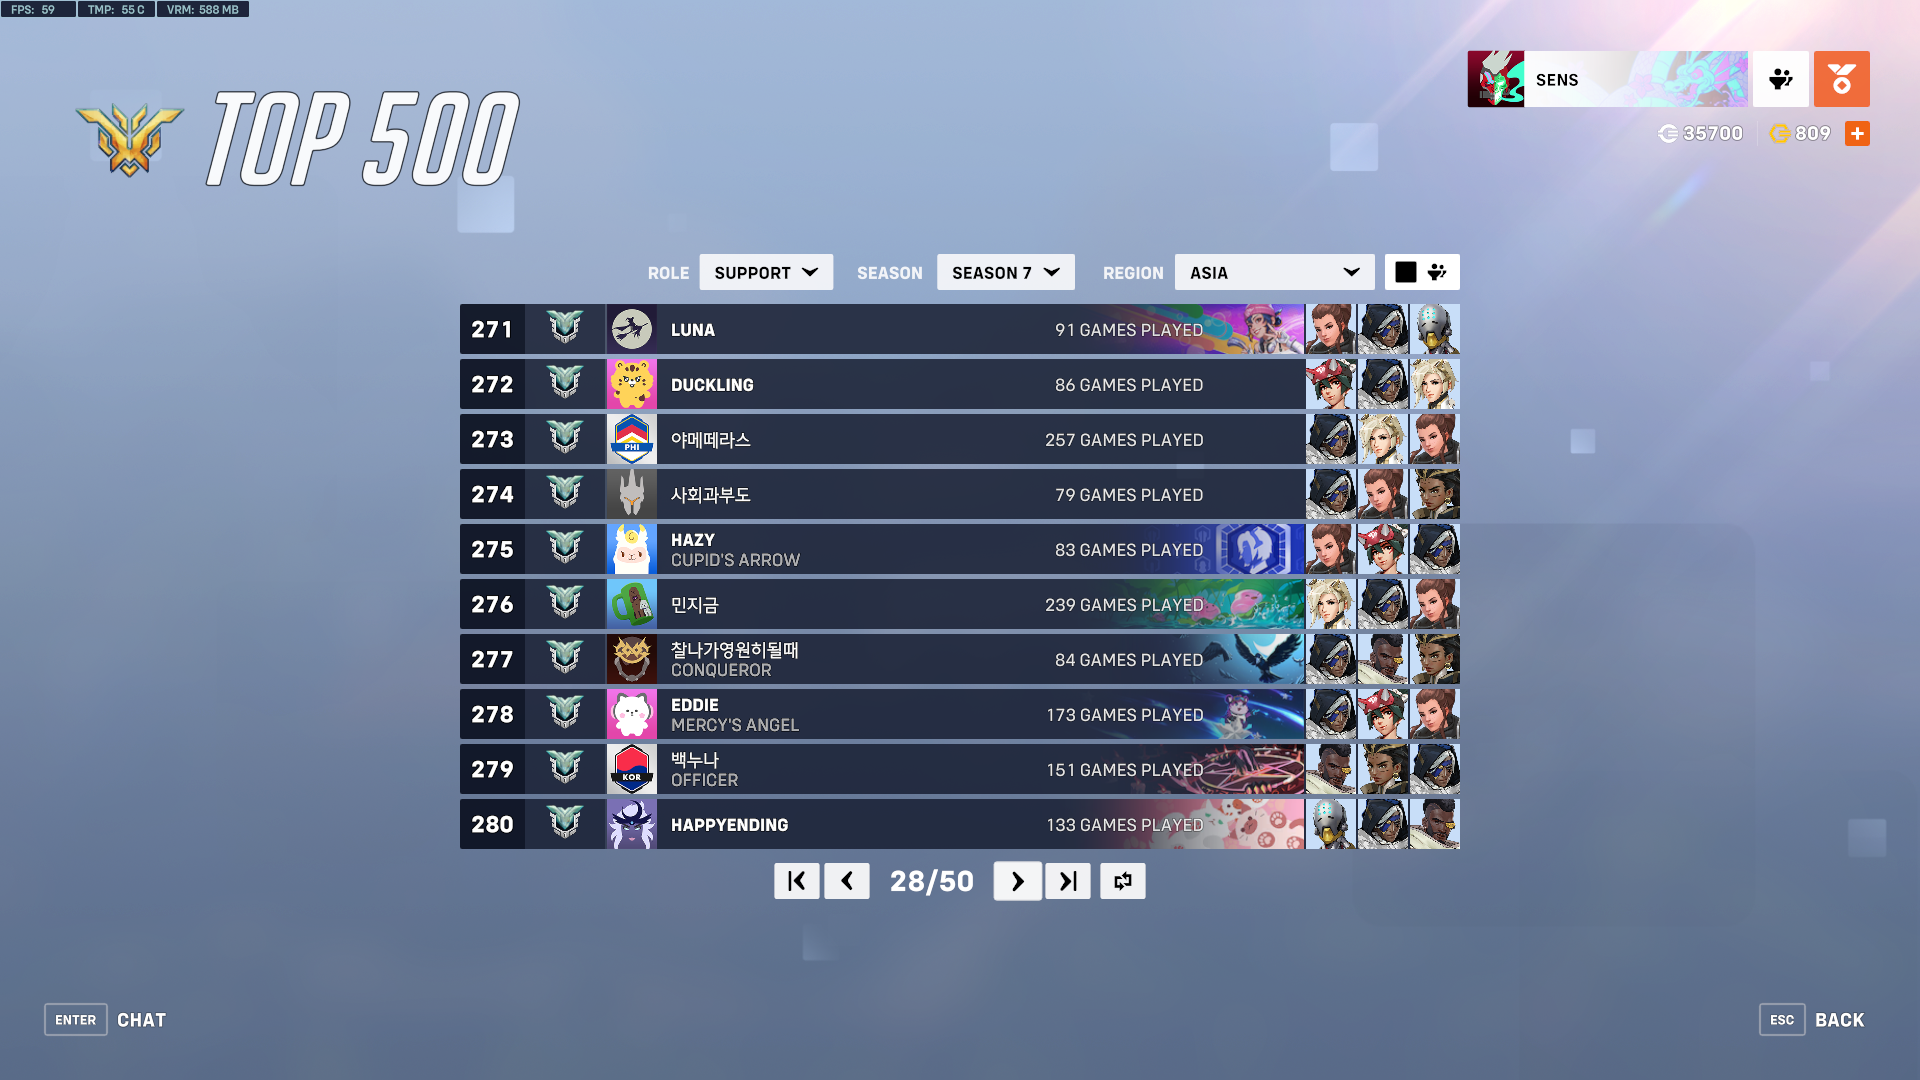 FPS: 59 TMP: 55 C VRM: 588 MB
TOP 500
SENS
35700 809
ROLE SUPPORT SEASON SEASON 7 REGION ASIA
271 LUNA 91 GAMES PLAYED
272 DUCKLING 86 GAMES PLAYED
273 PHI 야메떼라스 257 GAMES PLAYED
274 사회과부도 79 GAMES PLAYED
275 HAZY 83 GAMES PLAYED
CUPID'S ARROW
276 민지금 239 GAMES PLAYED
277 찰나가영원히될때 84 GAMES PLAYED
CONQUEROR
278 EDDIE 173 GAMES PLAYED
MERCY'S ANGEL
279 KOR 백누나 151 GAMES PLAYED
OFFICER
280 HAPPYENDING 133 GAMES PLAYED
28/50
ENTER CHAT
ESC BACK